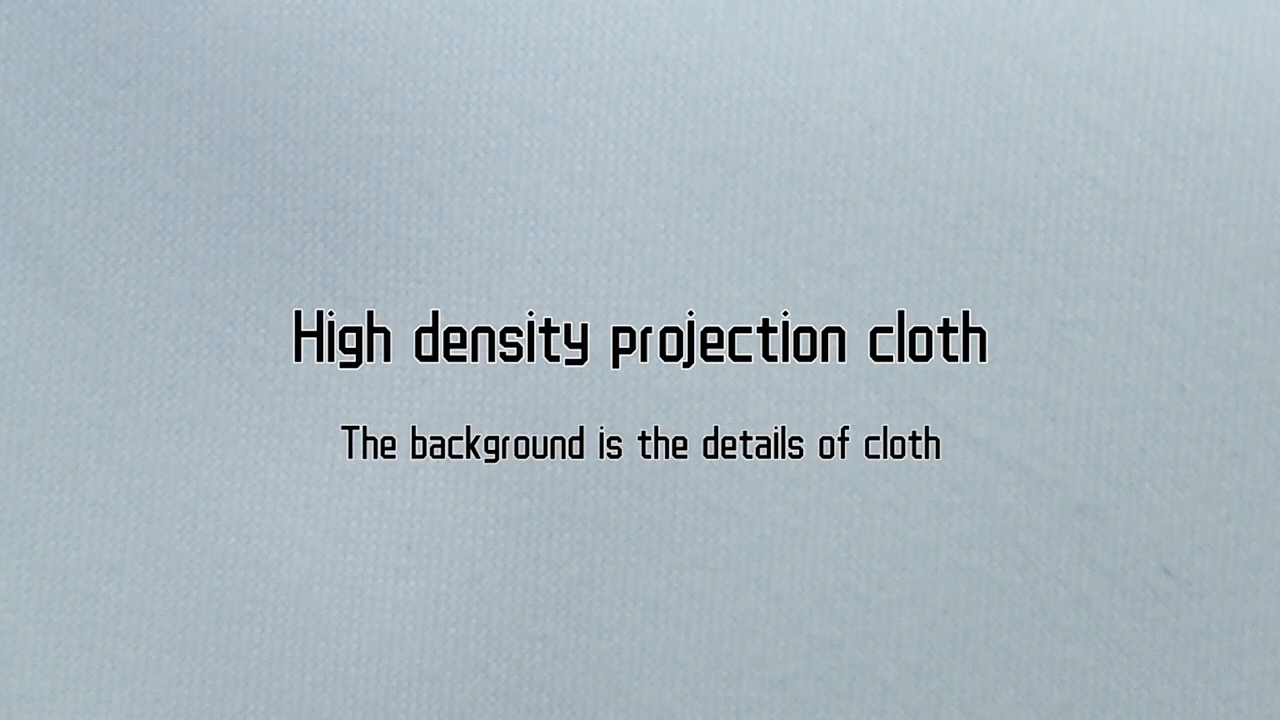 High density projection cloth
The background is the details of cloth